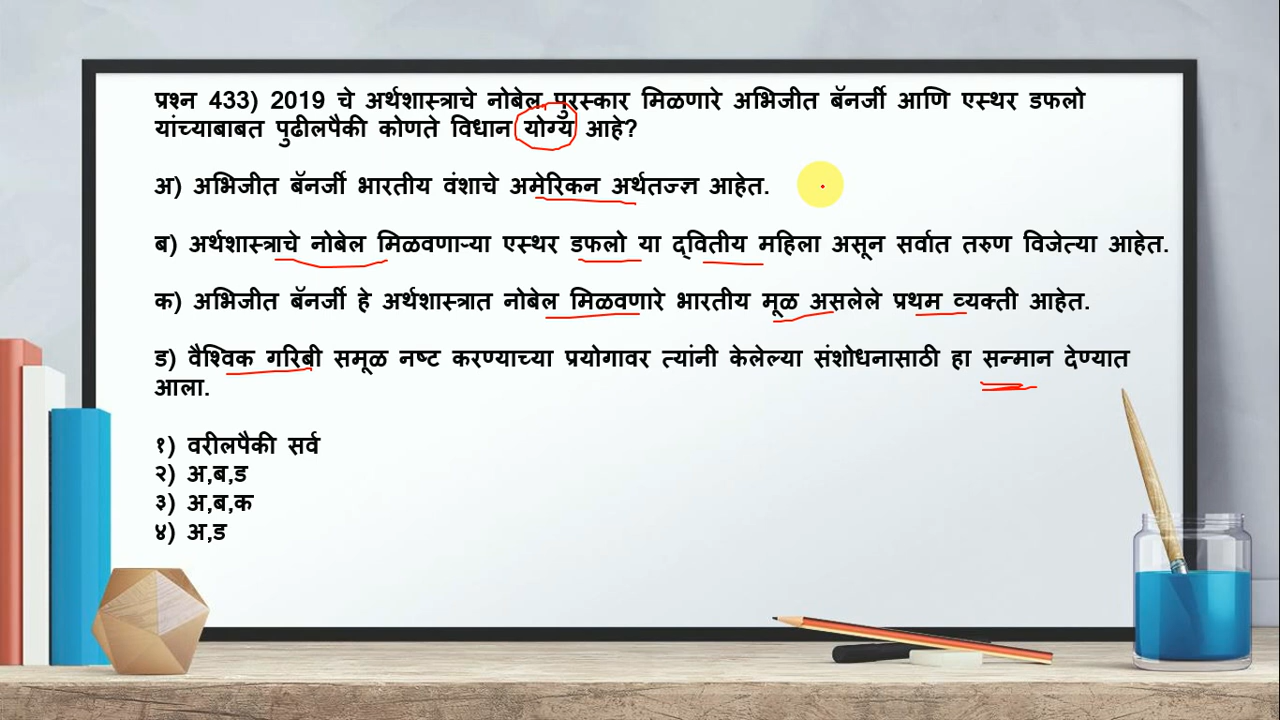 प्रश्न 433) 2019 चे अर्थशास्त्राचे नोबेल पुरस्कार मिळणारे अभिजीत बॅनर्जी आणि एस्थर डफलो
यांच्याबाबत पुढीलपैकी कोणते विधान योग्य आहे?
अ) अभिजीत बॅनर्जी भारतीय वंशाचे अमेरिकन अर्थतज्ज्ञ आहेत.
ब) अर्थशास्त्राचे नोबेल मिळवणाऱ्या एस्थर डफलो या द्वितीय महिला असून सर्वात तरुण विजेत्या आहेत.
क) अभिजीत बॅनर्जी हे अर्थशास्त्रात नोबेल मिळवणारे भारतीय मूळ असलेले प्रथम व्यक्ती आहेत.
ड) वैश्विक गरिबी समूळ नष्ट करण्याच्या प्रयोगावर त्यांनी केलेल्या संशोधनासाठी हा सन्मान देण्यात
आला.
१) वरीलपैकी सर्व
२) अ,ब,ड
३) अ,ब,क
४) अ,ड